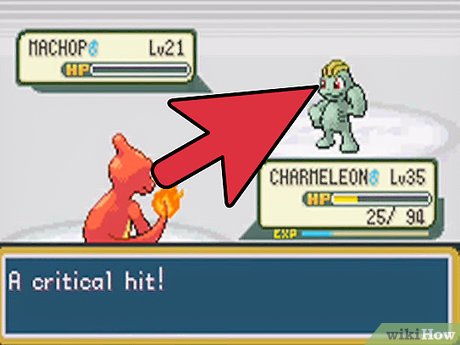 MACHOP♂ Lv21
HP
CHARMELEON♂ Lv35
HP
25/ 94
EXP
A critical hit!
wikiHow